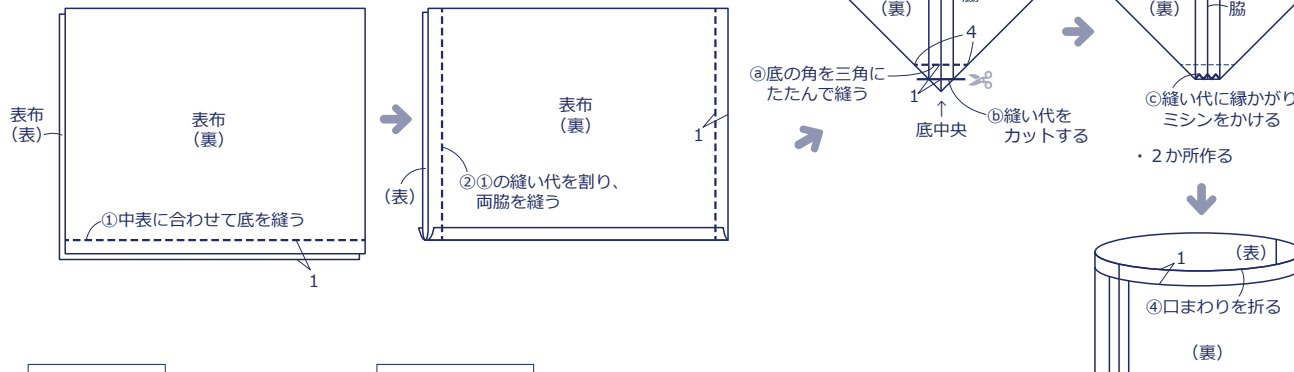 表布
(表)
表布
(裏)
①中表に合わせて底を縫う
1
表布
(裏)
1
(表)
②①の縫い代を割り、
両脇を縫う
(裏)
脇
4
ⓐ底の角を三角に
たたんで縫う
1
↑
底中央
ⓑ縫い代を
カットする
(裏)
脇
ⓒ縫い代に縁かがり
ミシンをかける
・２か所作る
1
(表)
④口まわりを折る
(裏)